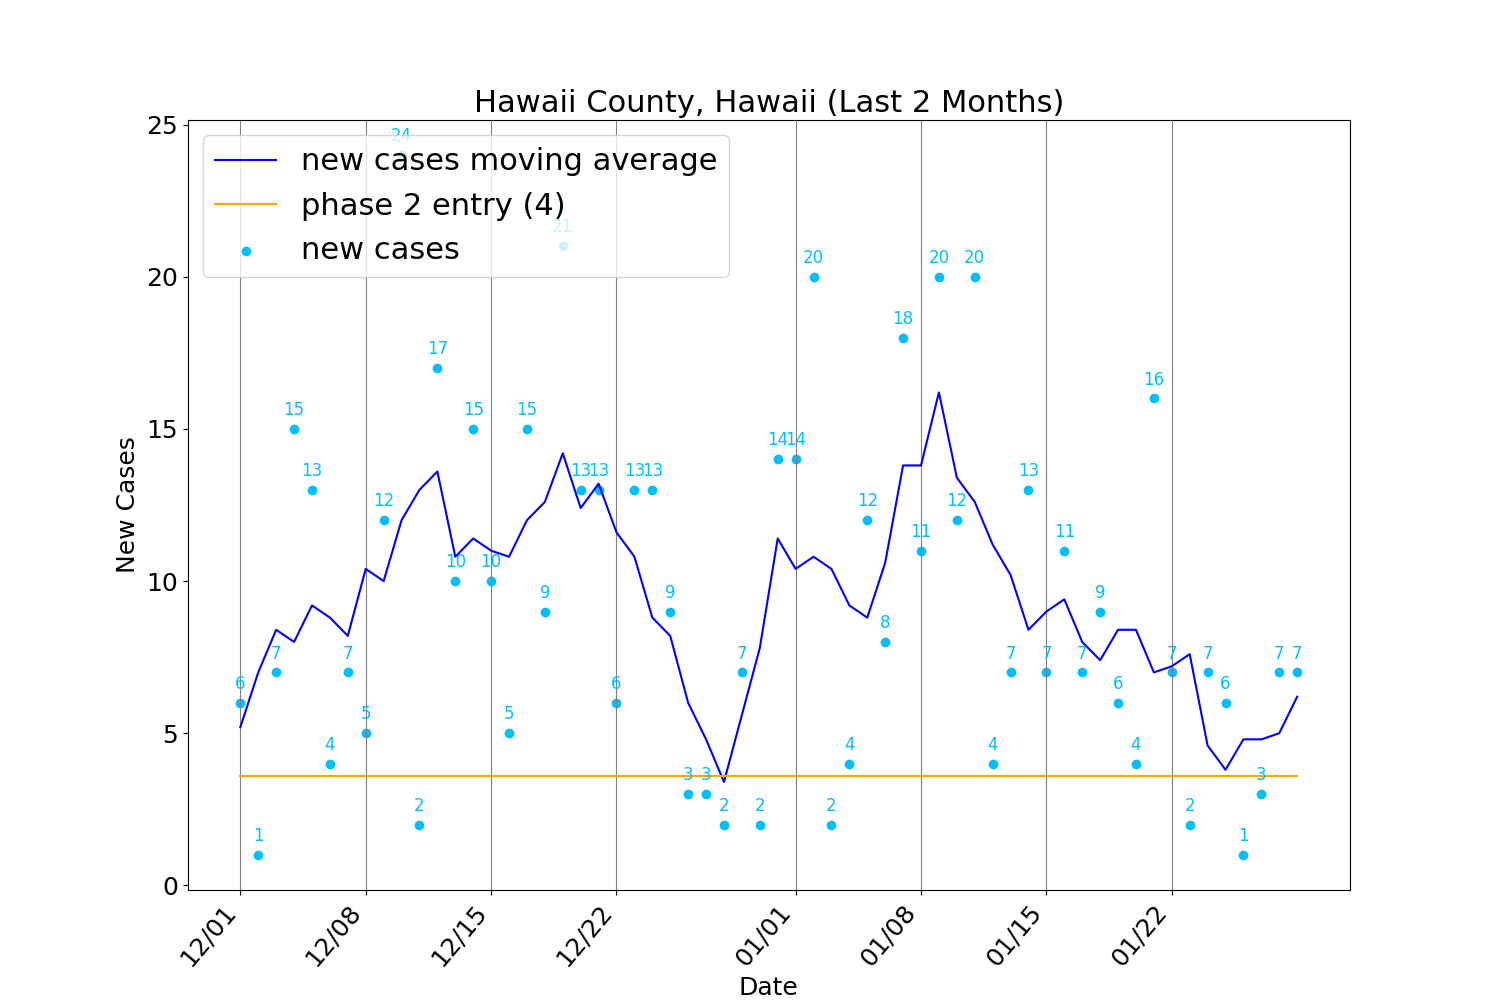 Hawaii County, Hawaii (Last 2 Months)
24
new cases moving average
phase 2 entry (4)
21
new cases
25
20
15
10
5
0
New Cases
20 20 20
18
17
16
15 15 15
14 14
13 13 13 13 13 13
12 12 12
11 11
10 10
9 9 9
8
7 7 7 7 7 7 7 7 7 7
6 6 6 6
5 5
4 4 4 4
3 3 3
2 2 2 2 2
1 1
12/01 12/08 12/15 12/22 01/01 01/08 01/15 01/22
Date